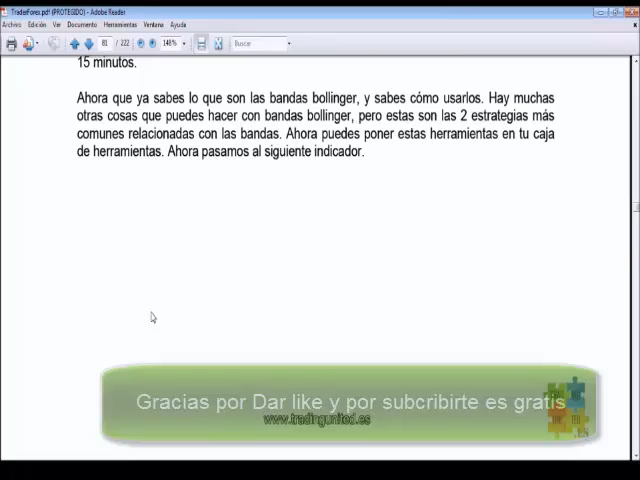 TraderForex.pdf (PROTEGIDO) - Adobe Reader
Archivo Edición Ver Documento Herramientas Ventana Ayuda
81 / 222 148% Buscar
15 minutos.
Ahora que ya sabes lo que son las bandas bollinger, y sabes cómo usarlos. Hay muchas
otras cosas que puedes hacer con bandas bollinger, pero estas son las 2 estrategias más
comunes relacionadas con las bandas. Ahora puedes poner estas herramientas en tu caja
de herramientas. Ahora pasamos al siguiente indicador.
Gracias por Dar like y por subcribirte es gratis
www.tradingunited.es